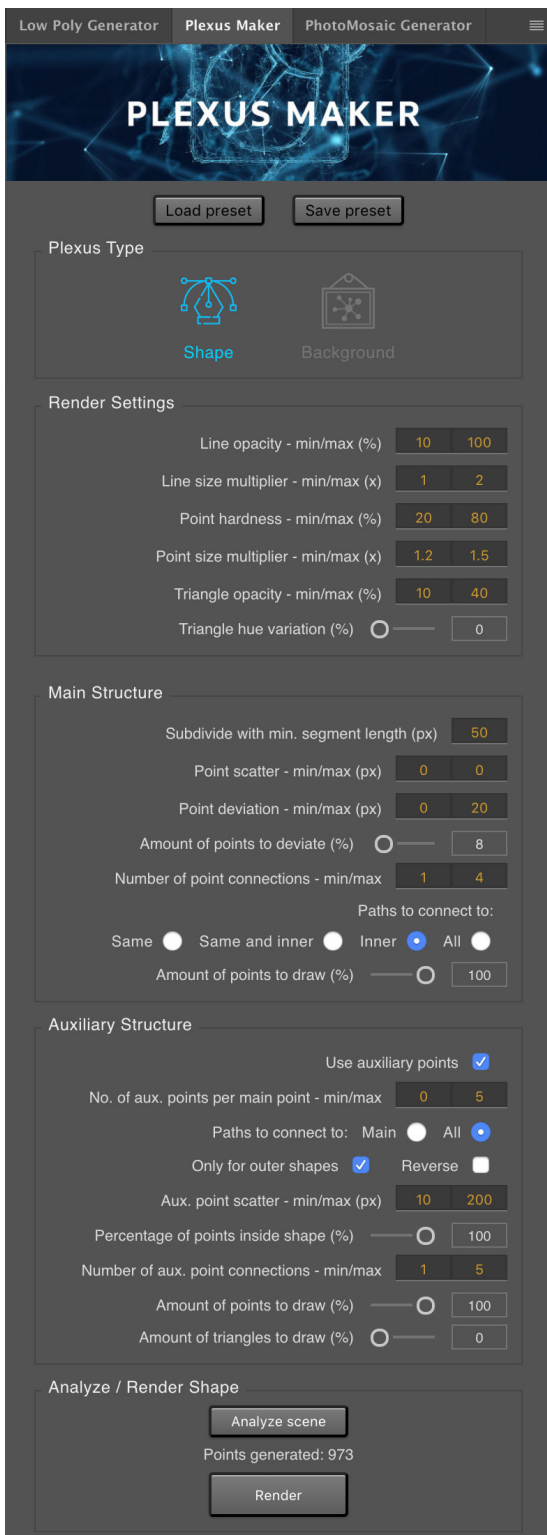 Low Poly Generator Plexus Maker PhotoMosaic Generator
PLEXUS MAKER
Load preset Save preset
Plexus Type
Shape Background
Render Settings
Line opacity - min/max (%) 10 100
Line size multiplier - min/max (x) 1 2
Point hardness - min/max (%) 20 80
Point size multiplier - min/max (x) 1.2 1.5
Triangle opacity - min/max (%) 10 40
Triangle hue variation (%) 0
Main Structure
Subdivide with min. segment length (px) 50
Point scatter - min/max (px) 0 0
Point deviation - min/max (px) 0 20
Amount of points to deviate (%) 8
Number of point connections - min/max 1 4
Paths to connect to:
Same Same and inner Inner All
Amount of points to draw (%) 100
Auxiliary Structure
Use auxiliary points
No. of aux. points per main point - min/max 0 5
Paths to connect to: Main All
Only for outer shapes Reverse
Aux. point scatter - min/max (px) 10 200
Percentage of points inside shape (%) 100
Number of aux. point connections - min/max 1 5
Amount of points to draw (%) 100
Amount of triangles to draw (%) 0
Analyze / Render Shape
Analyze scene
Points generated: 973
Render